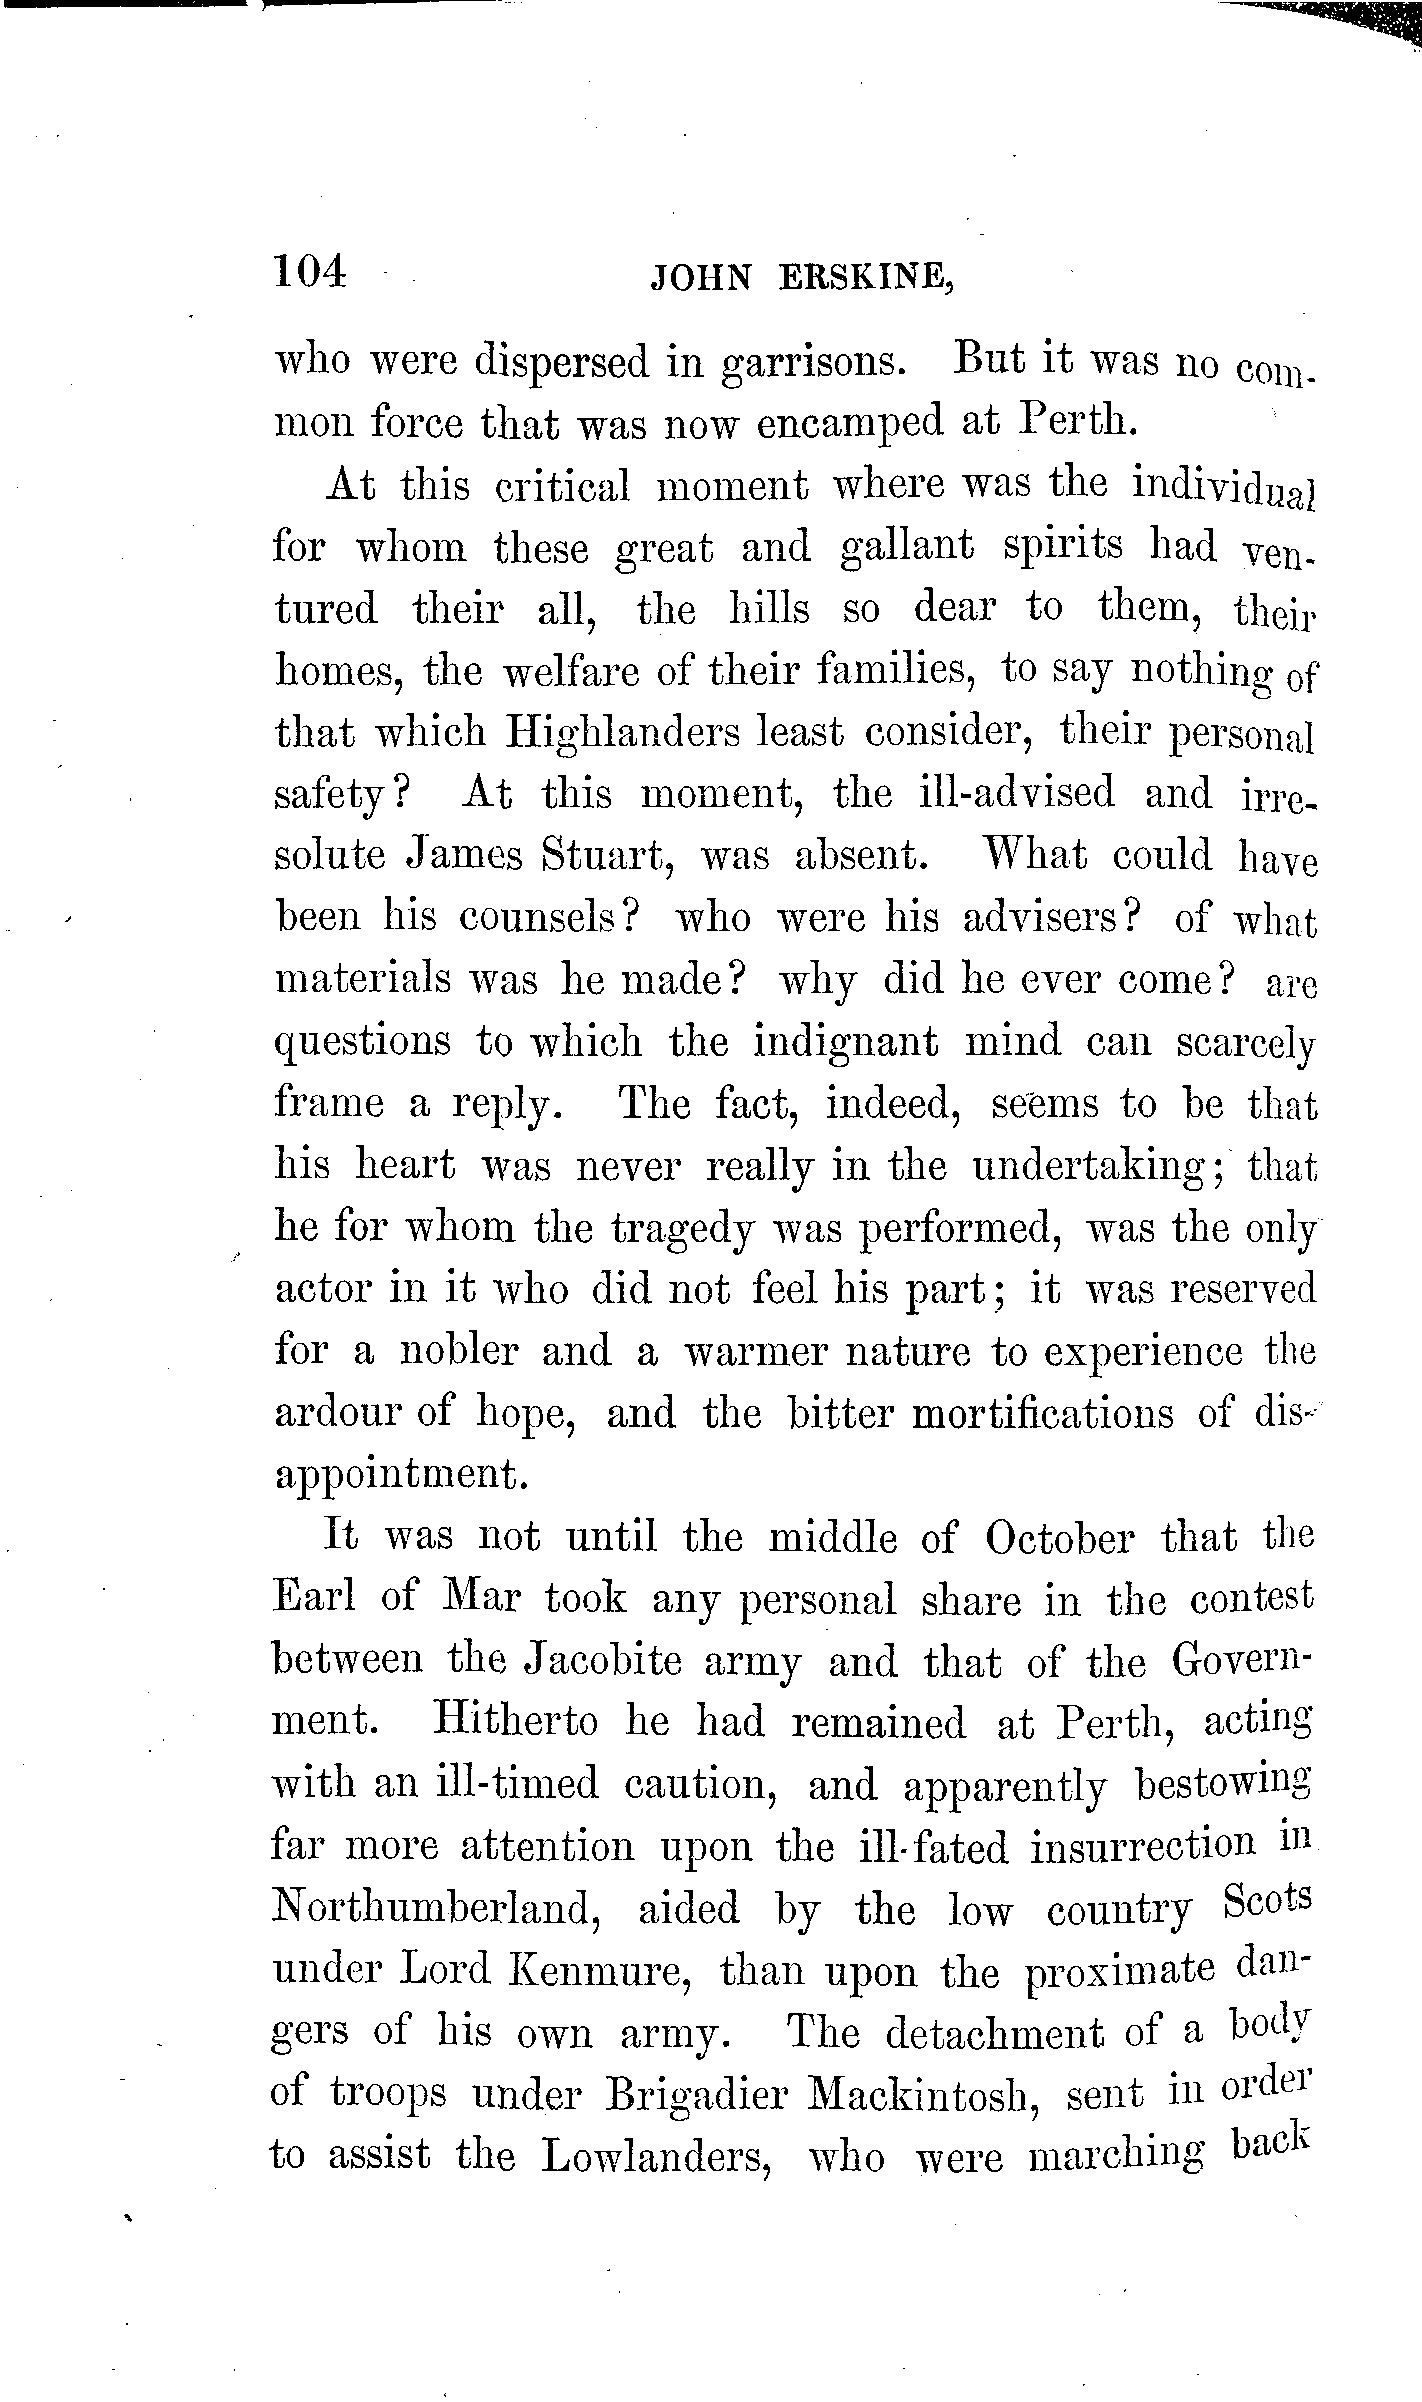 104 JOHN ERSKINE,
who were dispersed in garrisons. But it was no com-
mon force that was now encamped at Perth.
At this critical moment where was the individual
for whom these great and gallant spirits had ven-
tured their all, the hills so dear to them, their
homes, the welfare of their families, to say nothing of
that which Highlanders least consider, their personal
safety? At this moment, the ill-advised and irre-
solute James Stuart, was absent. What could have
been his counsels? who were his advisers? of what
materials was he made? why did he ever come? are
questions to which the indignant mind can scarcely
frame a reply. The fact, indeed, seems to be that
his heart was never really in the undertaking; that
he for whom the tragedy was performed, was the only
actor in it who did not feel his part; it was reserved
for a nobler and a warmer nature to experience the
ardour of hope, and the bitter mortifications of dis-
appointment.
It was not until the middle of October that the
Earl of Mar took any personal share in the contest
between the Jacobite army and that of the Govern-
ment. Hitherto he had remained at Perth, acting
with an ill-timed caution, and apparently bestowing
far more attention upon the ill-fated insurrection in
Northumberland, aided by the low country Scots
under Lord Kenmure, than upon the proximate dan-
gers of his own army. The detachment of a body
of troops under Brigadier Mackintosh, sent in order
to assist the Lowlanders, who were marching back